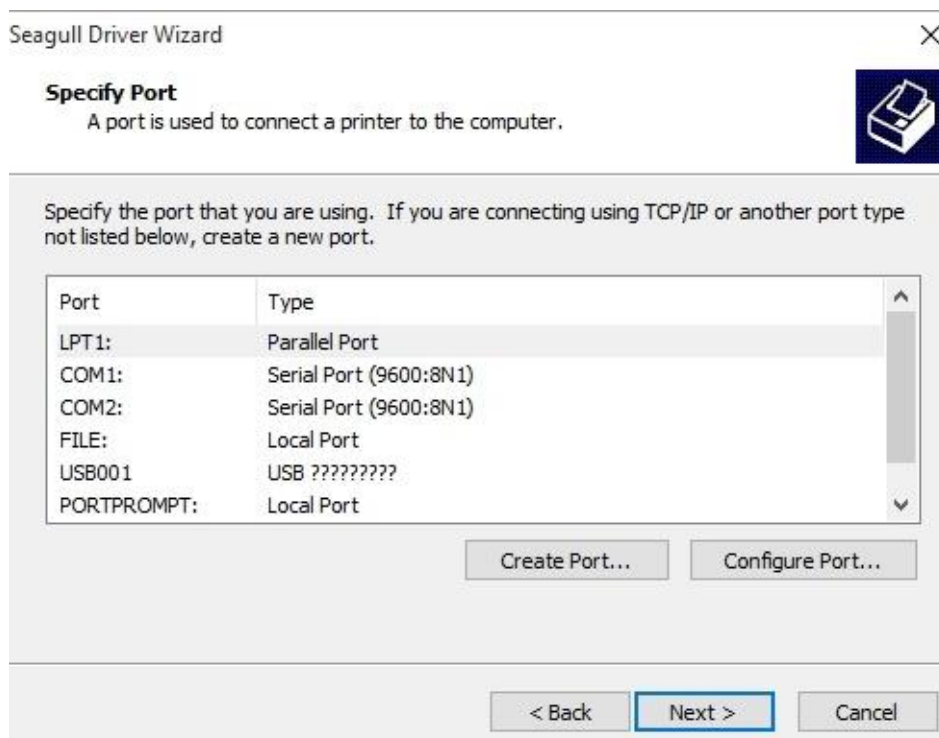 Seagull Driver Wizard
Specify Port
A port is used to connect a printer to the computer.
Specify the port that you are using. If you are connecting using TCP/IP or another port type
not listed below, create a new port.
Port Type
LPT1: Parallel Port
COM1: Serial Port (9600:8N1)
COM2: Serial Port (9600:8N1)
FILE: Local Port
USB001 USB ?????????
PORTPROMPT: Local Port
Create Port... Configure Port...
< Back Next > Cancel